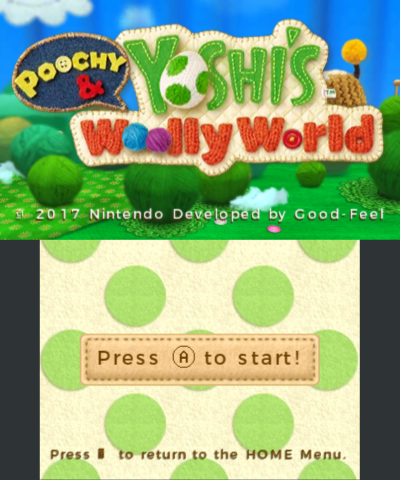 POOCHY
&
YOSHI'S
Woolly World
TM
© 2017 Nintendo Developed by Good-Feel
Press Ⓐ to start!
Press to return to the HOME Menu.